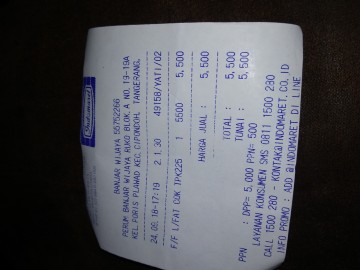 Indomaret
BANJAR WIJAYA 55752266
PERUM BANJAR WIJAYA RUKO BLOK A NO 19-19A
KEL PORIS PLAWAD KEC CIPONDOH, TANGERANG,
24.09.18-17:19 2.1.30 49158/YATI/02
F/F L/FAT COK TPK225 1 5500 5,500
HARGA JUAL : 5,500
TOTAL : 5,500
TUNAI : 5,500
PPN : DPP= 5,000 PPN= 500
LAYANAN KONSUMEN SMS 0811 1500 280
CALL 1500 280 - KONTAK@INDOMARET.CO.ID
INFO PROMO : ADD @INDOMARET DI LINE